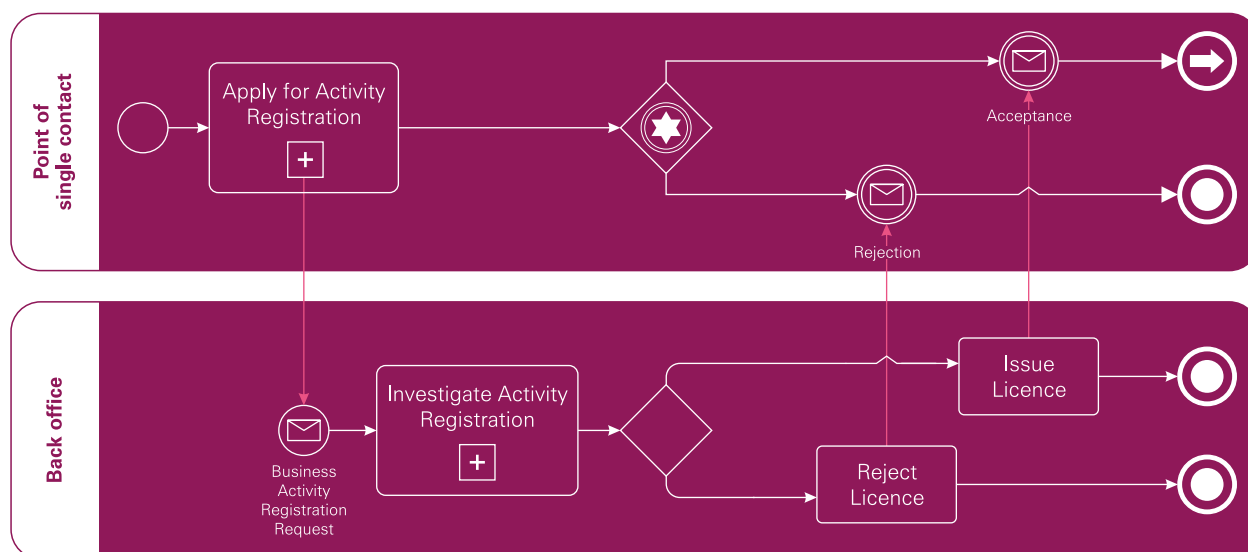 Point of
single contact
Apply for Activity
Registration
Acceptance
Rejection
Back office
Business
Activity
Registration
Request
Investigate Activity
Registration
Issue
Licence
Reject
Licence